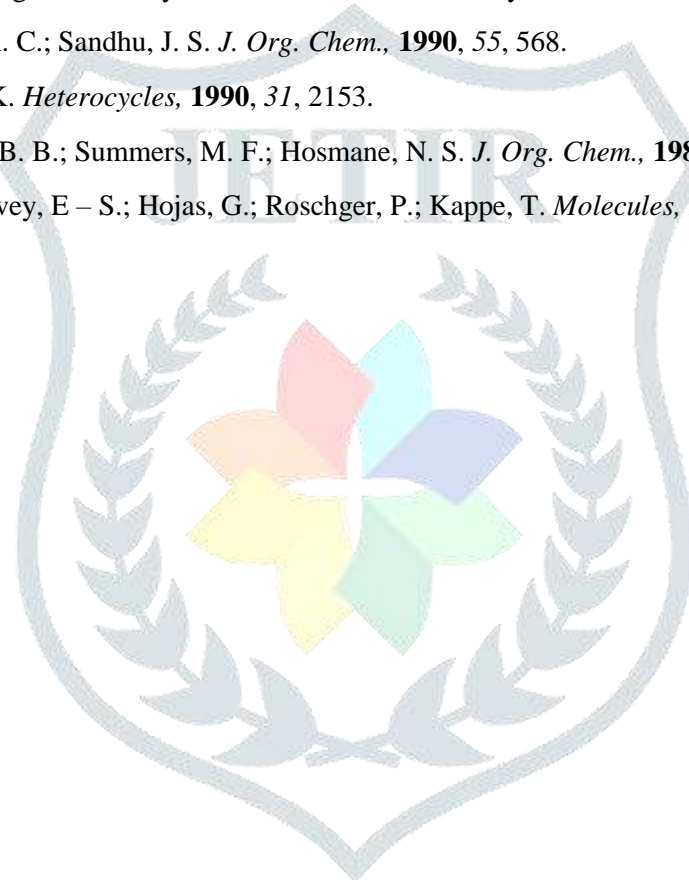 C.; Sandhu, J. S. J. Org. Chem., 1990, 55, 568.
K. Heterocycles, 1990, 31, 2153.
B. B.; Summers, M. F.; Hosmane, N. S. J. Org. Chem., 198
vey, E – S.; Hojas, G.; Roschger, P.; Kappe, T. Molecules,
JETIR